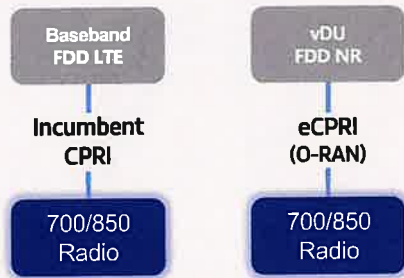 Baseband
FDD LTE
Incumbent
CPRI
700/850
Radio
vDU
FDD NR
eCPRI
(O-RAN)
700/850
Radio